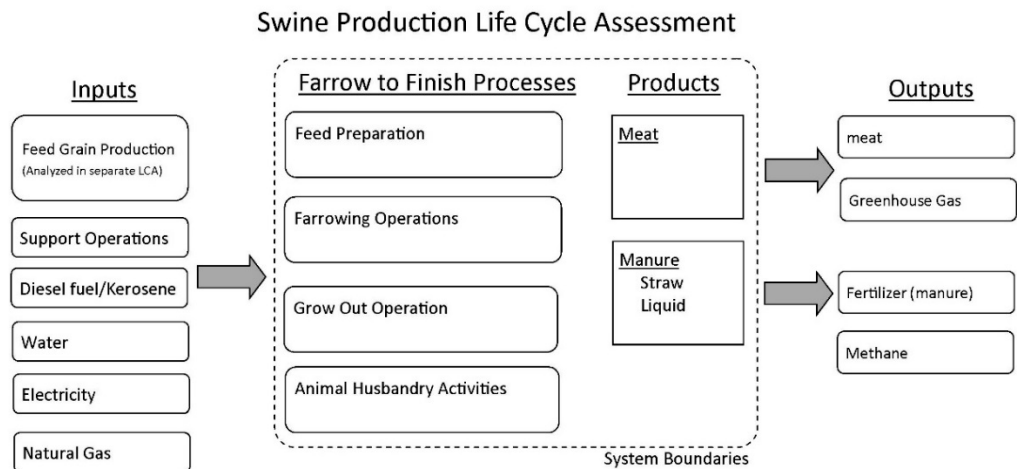 Swine Production Life Cycle Assessment
Inputs
Feed Grain Production
(Analyzed in separate LCA)
Support Operations
Diesel fuel/Kerosene
Water
Electricity
Natural Gas
Farrow to Finish Processes
Feed Preparation
Farrowing Operations
Grow Out Operation
Animal Husbandry Activities
Products
Meat
Manure
Straw
Liquid
System Boundaries
Outputs
meat
Greenhouse Gas
Fertilizer (manure)
Methane